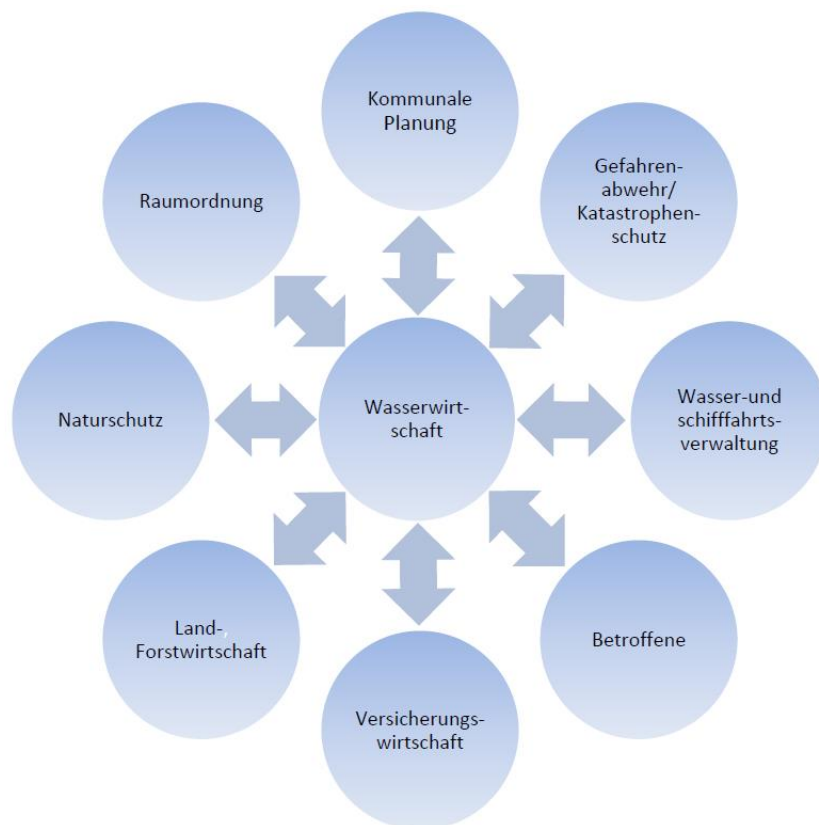 Kommunale
Planung
Gefahren-
abwehr/
Katastrophen-
schutz
Raumordnung
Naturschutz
Wasserwirt-
schaft
Wasser-und
schifffahrts-
verwaltung
Land-,
Forstwirtschaft
Betroffene
Versicherungs-
wirtschaft